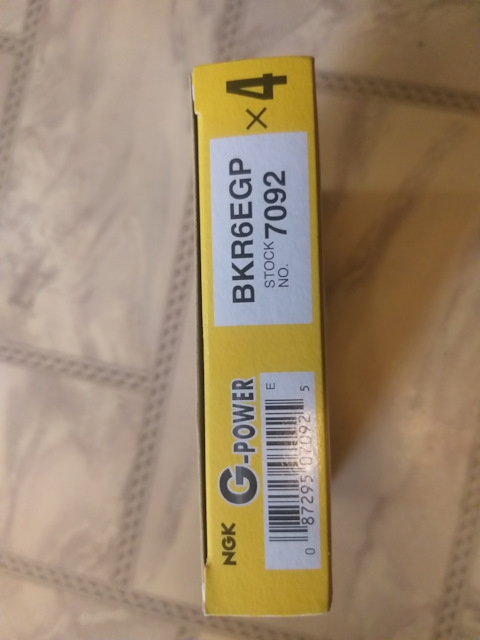 NGK G-POWER
E
0 87295 07092 5
BKR6EGP
STOCK NO. 7092
× 4